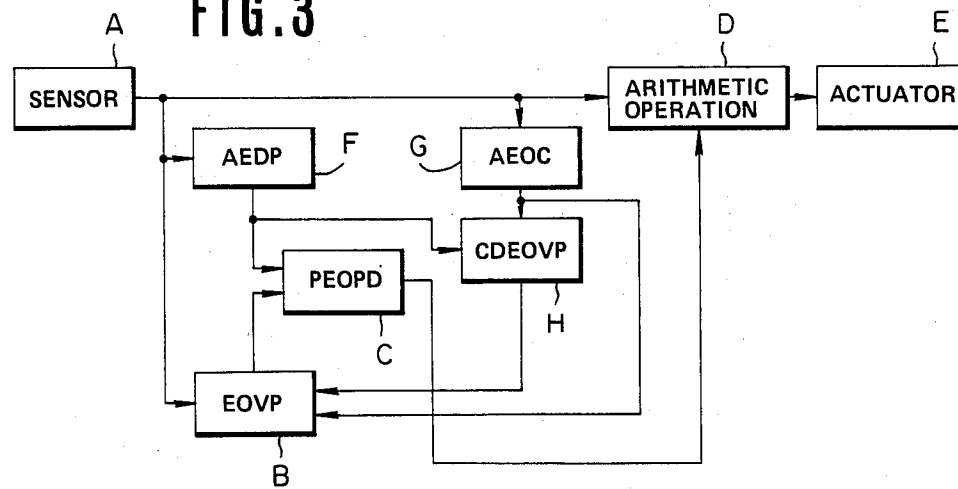 FIG.3
A
D
E
SENSOR
ARITHMETIC
OPERATION
ACTUATOR
AEDP
F
G
AEOC
CDEOVP
PEOPD
H
C
EOVP
B